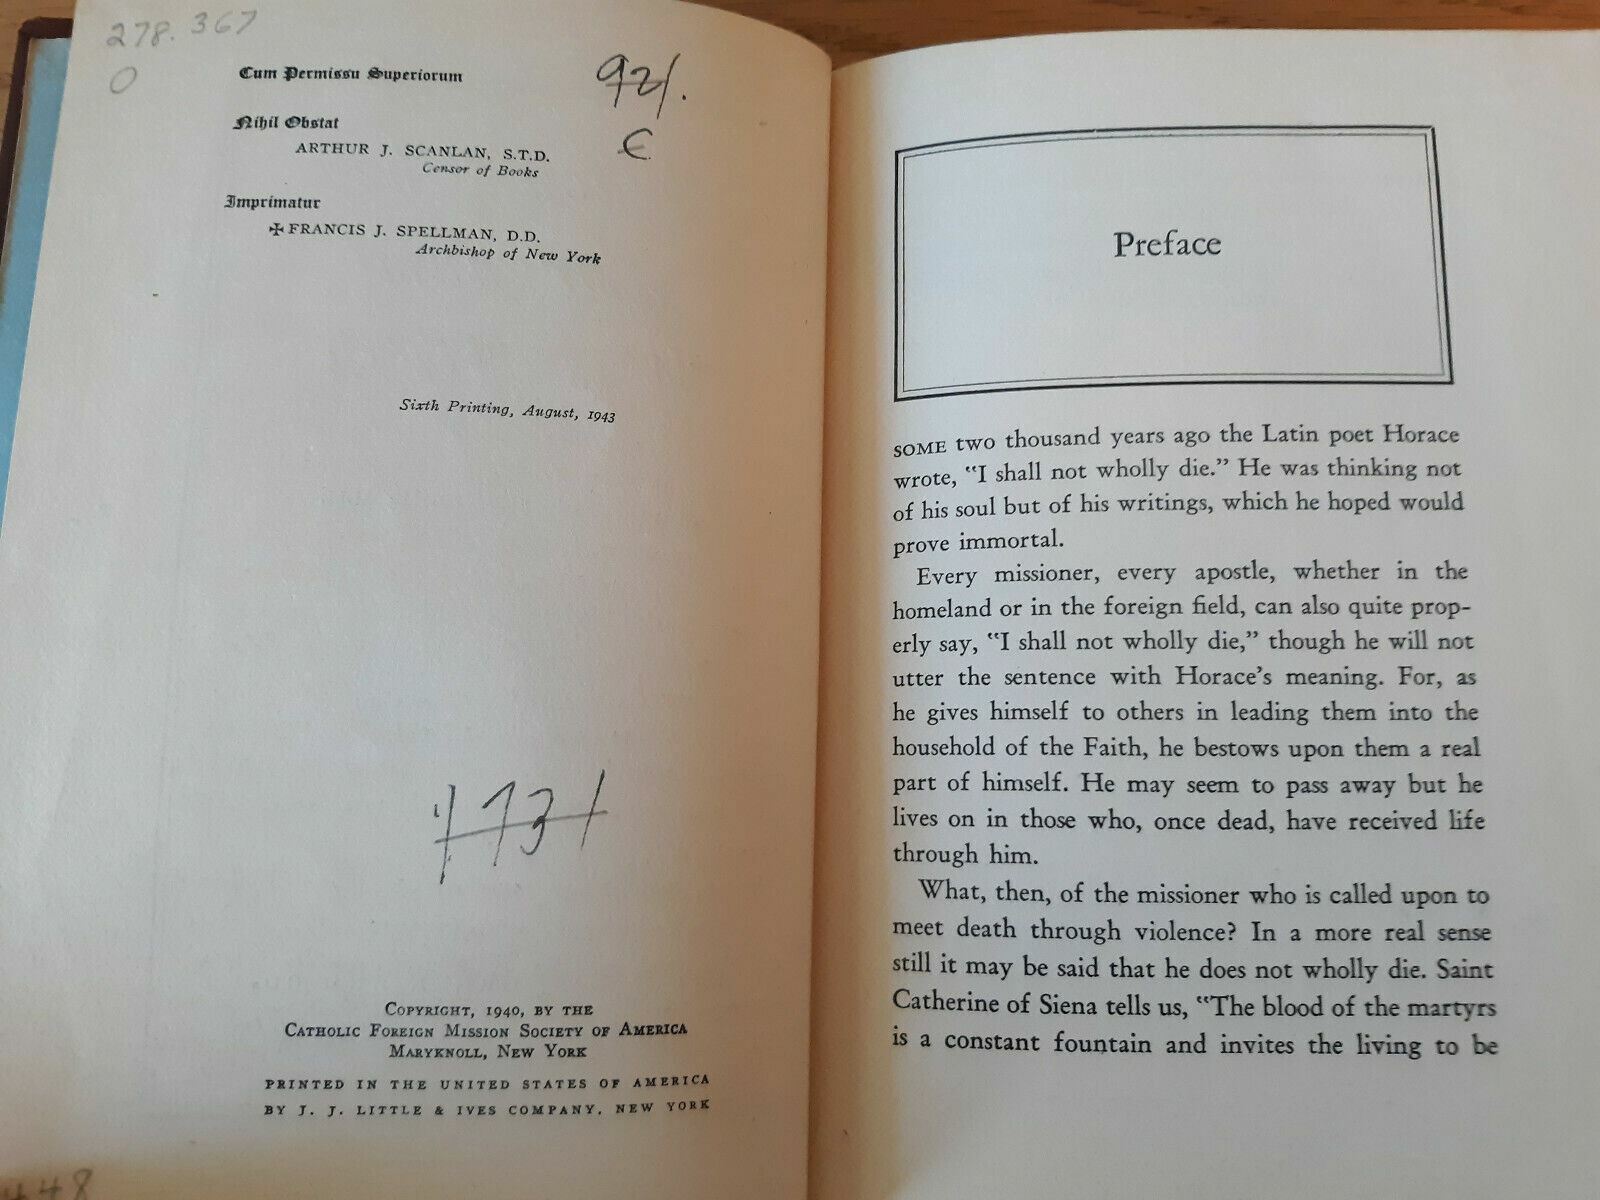 278.367
0
92/.
E
Cum Permissu Superiorum
Nihil Obstat
ARTHUR J. SCANLAN, S.T.D.
Censor of Books
Imprimatur
✠ FRANCIS J. SPELLMAN, D.D.
Archbishop of New York
Sixth Printing, August, 1943
COPYRIGHT, 1940, BY THE
CATHOLIC FOREIGN MISSION SOCIETY OF AMERICA
MARYKNOLL, NEW YORK
PRINTED IN THE UNITED STATES OF AMERICA
BY J. J. LITTLE & IVES COMPANY, NEW YORK
Preface
SOME two thousand years ago the Latin poet Horace
wrote, "I shall not wholly die." He was thinking not
of his soul but of his writings, which he hoped would
prove immortal.
Every missioner, every apostle, whether in the
homeland or in the foreign field, can also quite prop-
erly say, "I shall not wholly die," though he will not
utter the sentence with Horace's meaning. For, as
he gives himself to others in leading them into the
household of the Faith, he bestows upon them a real
part of himself. He may seem to pass away but he
lives on in those who, once dead, have received life
through him.
What, then, of the missioner who is called upon to
meet death through violence? In a more real sense
still it may be said that he does not wholly die. Saint
Catherine of Siena tells us, "The blood of the martyrs
is a constant fountain and invites the living to be